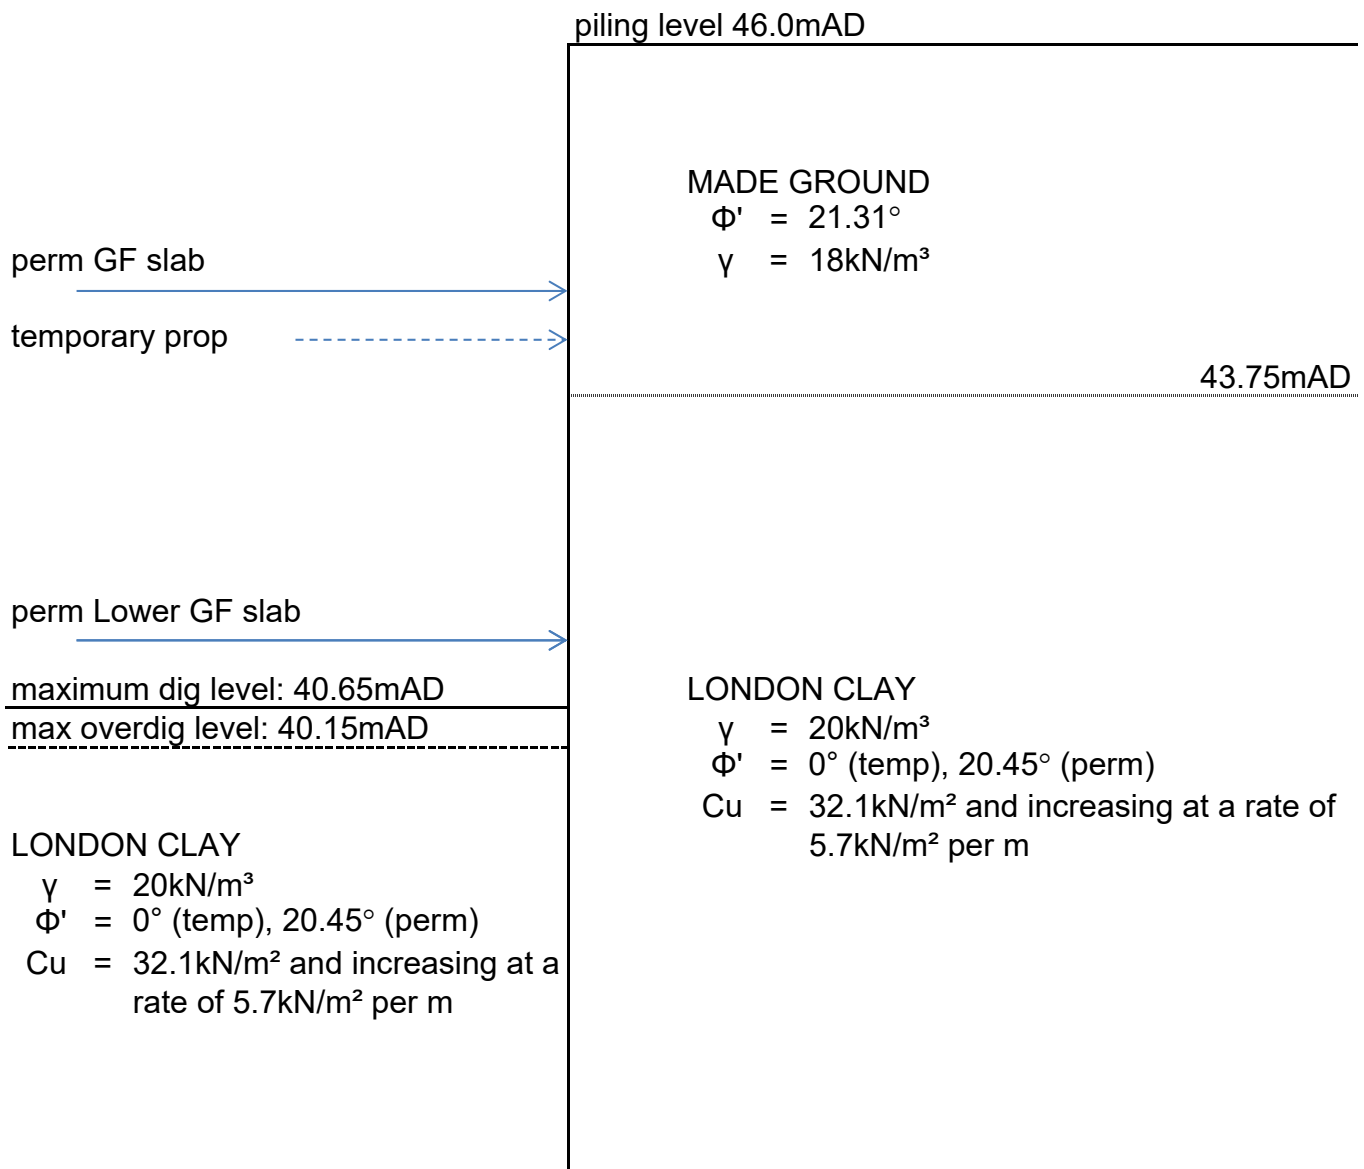 piling level 46.0mAD
MADE GROUND
Φ' = 21.31°
γ = 18kN/m³
perm GF slab
temporary prop
43.75mAD
perm Lower GF slab
maximum dig level: 40.65mAD
max overdig level: 40.15mAD
LONDON CLAY
γ = 20kN/m³
Φ' = 0° (temp), 20.45° (perm)
Cu = 32.1kN/m² and increasing at a rate of
5.7kN/m² per m
LONDON CLAY
γ = 20kN/m³
Φ' = 0° (temp), 20.45° (perm)
Cu = 32.1kN/m² and increasing at a
rate of 5.7kN/m² per m